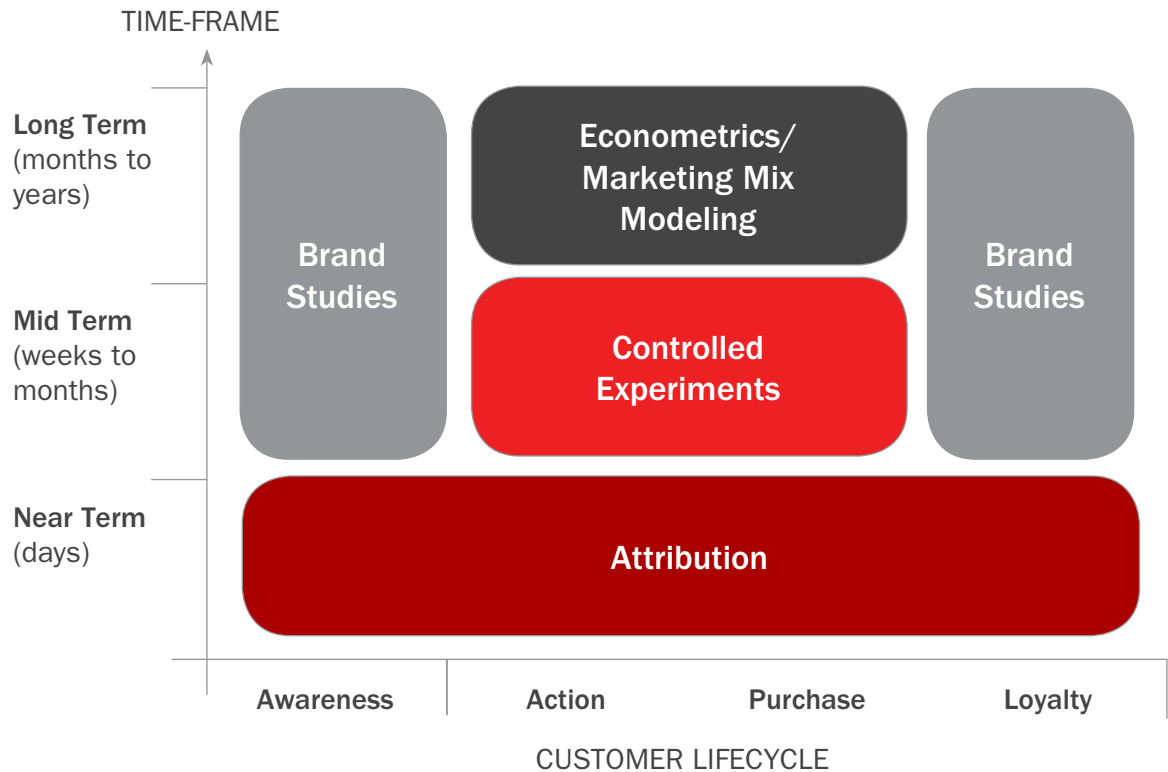 TIME-FRAME
Long Term
(months to
years)
Mid Term
(weeks to
months)
Near Term
(days)
Brand
Studies
Econometrics/
Marketing Mix
Modeling
Controlled
Experiments
Brand
Studies
Attribution
Awareness
Action
Purchase
Loyalty
CUSTOMER LIFECYCLE